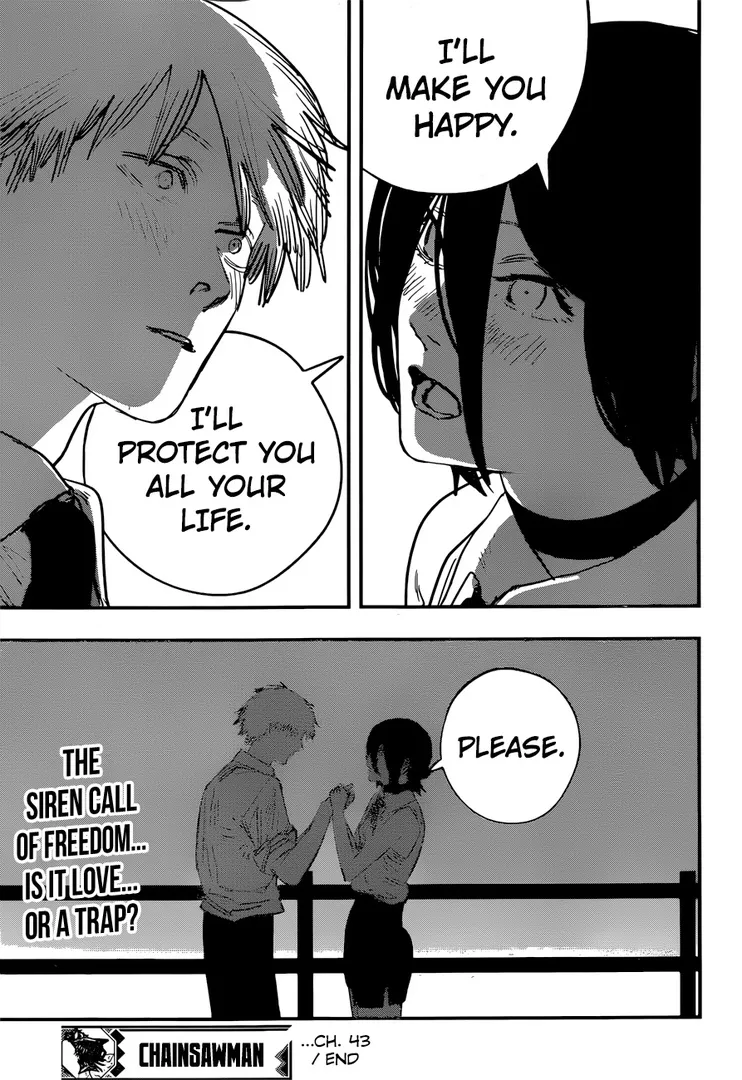 I'LL
MAKE YOU
HAPPY.
I'LL
PROTECT YOU
ALL YOUR
LIFE.
PLEASE.
THE
SIREN CALL
OF FREEDOM...
IS IT LOVE...
OR A TRAP?
CHAINSAWMAN
...CH. 43
/ END